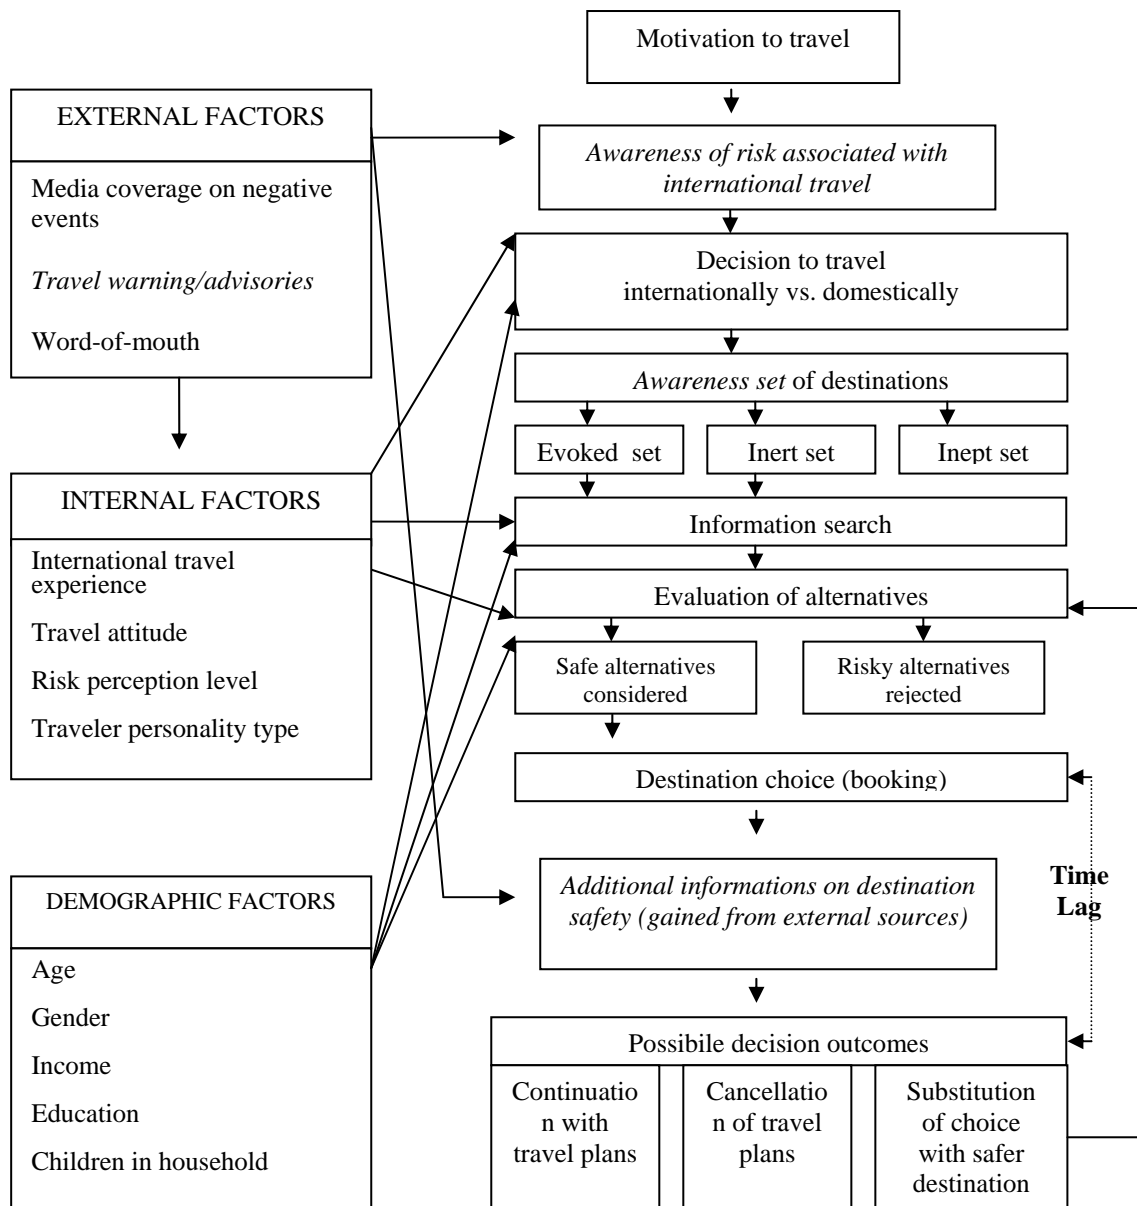 Motivation to travel
EXTERNAL FACTORS
Media coverage on negative
events
Travel warning/advisories
Word-of-mouth
Awareness of risk associated with
international travel
Decision to travel
internationally vs. domestically
Awareness set of destinations
Evoked set
Inert set
Inept set
INTERNAL FACTORS
International travel
experience
Travel attitude
Risk perception level
Traveler personality type
Information search
Evaluation of alternatives
Safe alternatives
considered
Risky alternatives
rejected
Destination choice (booking)
Time
Lag
DEMOGRAPHIC FACTORS
Age
Gender
Income
Education
Children in household
Additional informations on destination
safety (gained from external sources)
Possibile decision outcomes
Continuatio
n with
travel plans
Cancellatio
n of travel
plans
Substitution
of choice
with safer
destination